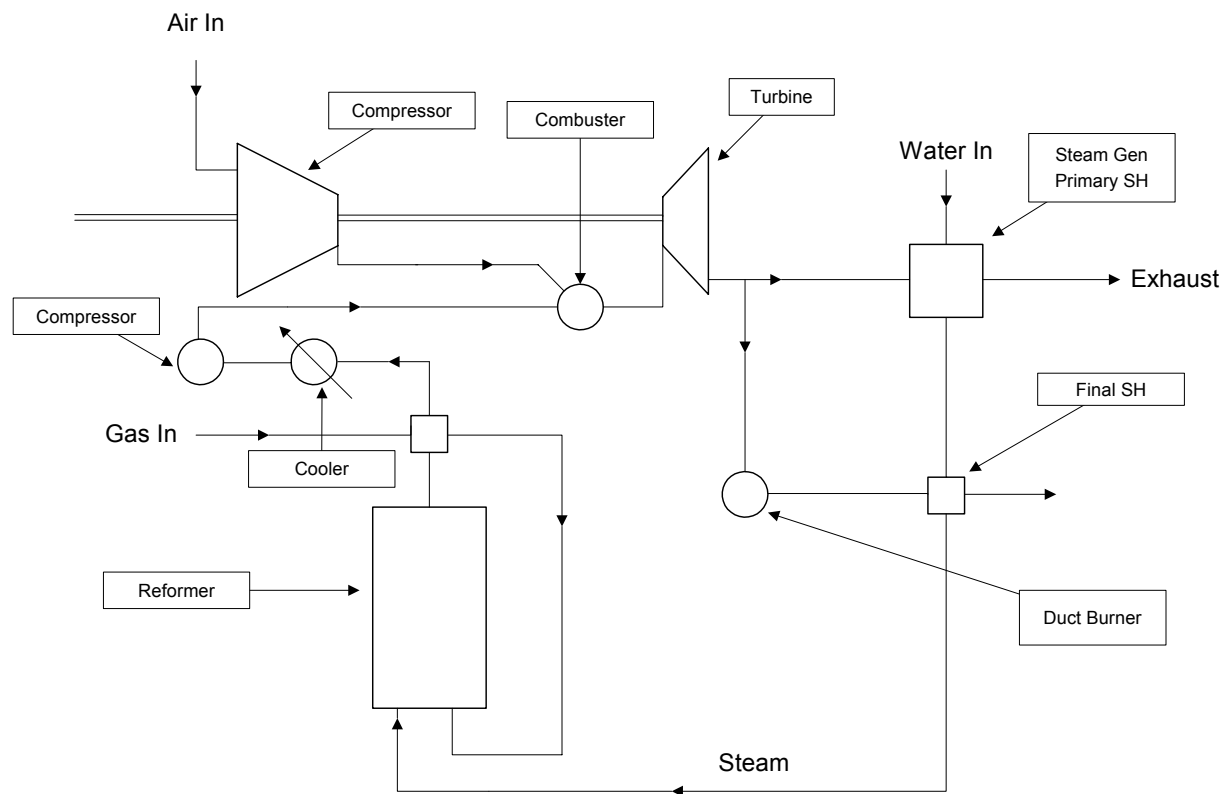 Air In
Compressor
Combuster
Turbine
Water In
Steam Gen
Primary SH
Exhaust
Compressor
Final SH
Gas In
Cooler
Reformer
Duct Burner
Steam